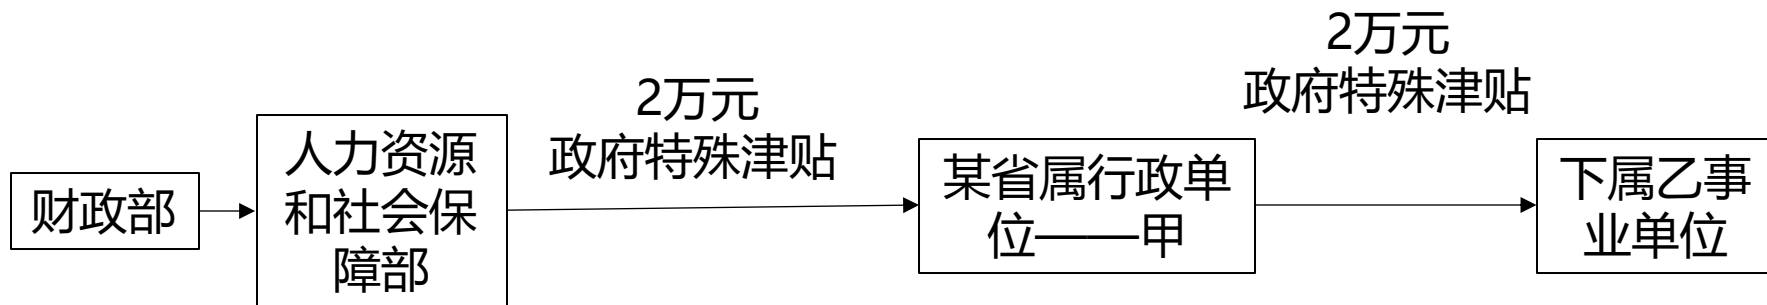 财政部
人力资源
和社会保
障部
2万元
政府特殊津贴
某省属行政单
位——甲
2万元
政府特殊津贴
下属乙事
业单位